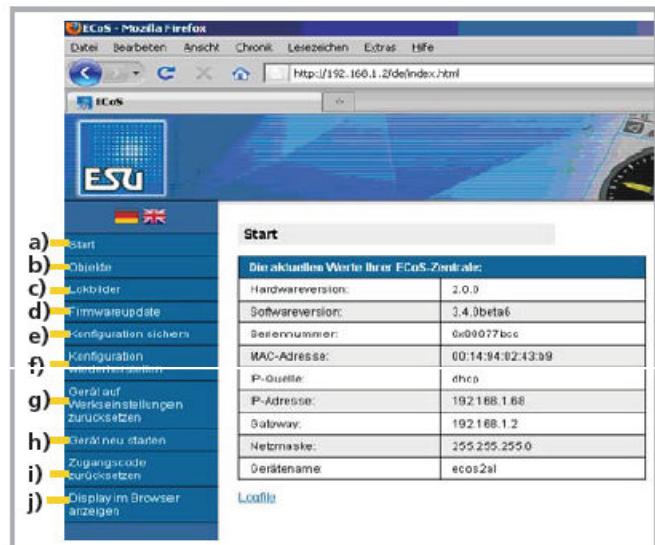 ECoS - Mozilla Firefox
Datei Bearbeiten Ansicht Chronik Lesezeichen Extras Hilfe
http://192.168.1.2/de/index.html
ECoS
ESU
a) Start
b) Objekte
c) Lokbilder
d) Firmwareupdate
e) Konfiguration sichern
f) Konfiguration
wiederherstellen
g) Gerät auf
Werkseinstellungen
zurücksetzen
h) Gerät neu starten
i) Zugangscode
zurücksetzen
j) Display im Browser
anzeigen
Start
Die aktuellen Werte Ihrer ECoS-Zentrale:
Hardwareversion: 2.0.0
Softwareversion: 3.4.0beta6
Seriennummer: 0x00077bcc
MAC-Adresse: 00:14:94:02:43:b9
IP-Quelle: dhcp
IP-Adresse: 192.168.1.68
Gateway: 192.168.1.2
Netzmaske: 255.255.255.0
Gerätename: ecos2al
Logfile